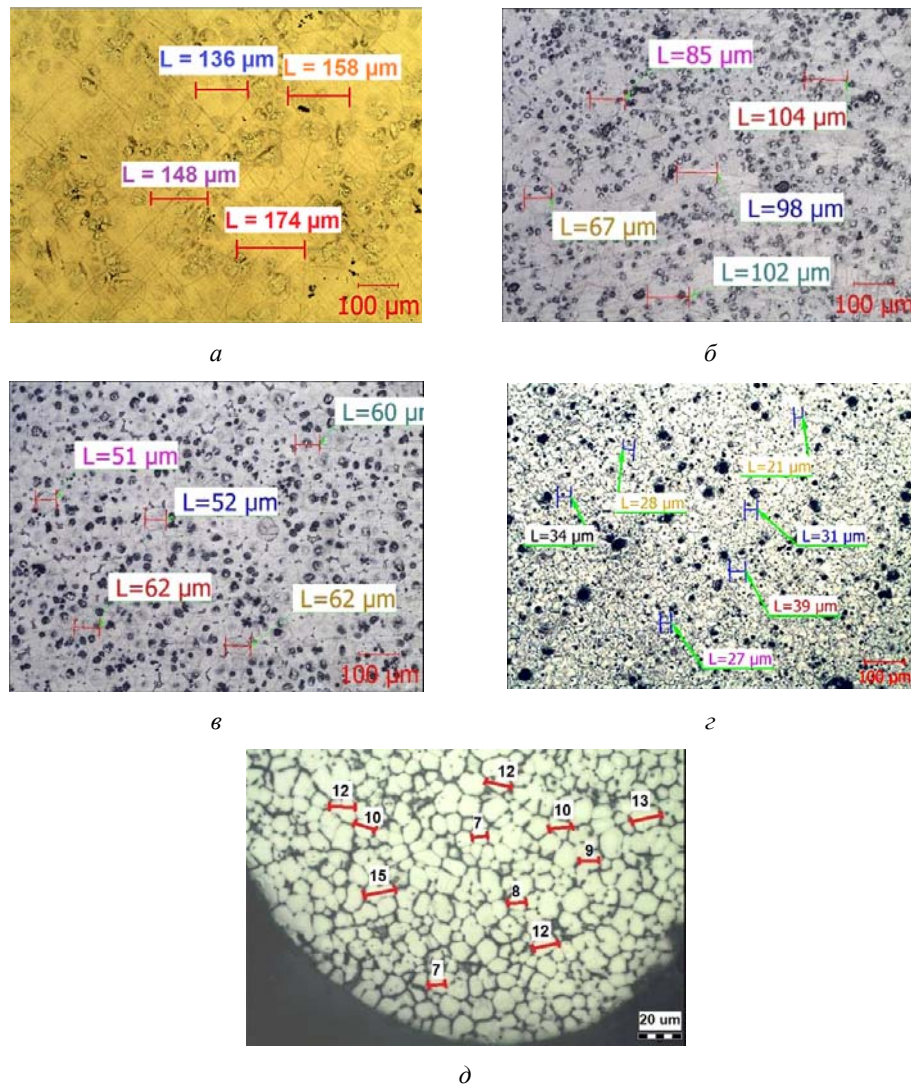 L = 136 µm
L = 158 µm
L = 148 µm
L = 174 µm
100 µm
а
L=85 µm
L=104 µm
L=67 µm
L=98 µm
L=102 µm
100 µm
б
L=60 µm
L=51 µm
L=52 µm
L=62 µm
L=62 µm
100 µm
в
L=21 µm
L=28 µm
L=34 µm
L=31 µm
L=39 µm
L=27 µm
100 µm
г
12
12
10
7
10
13
9
15
8
12
7
20 um
д